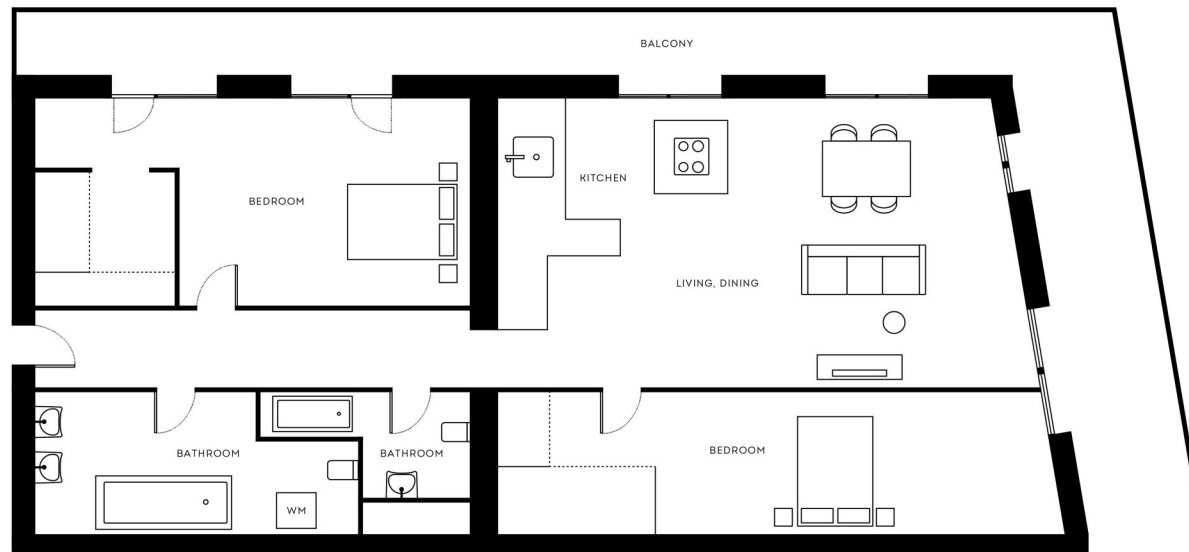 BALCONY
KITCHEN
BEDROOM
LIVING, DINING
BATHROOM
BATHROOM
BEDROOM
WM